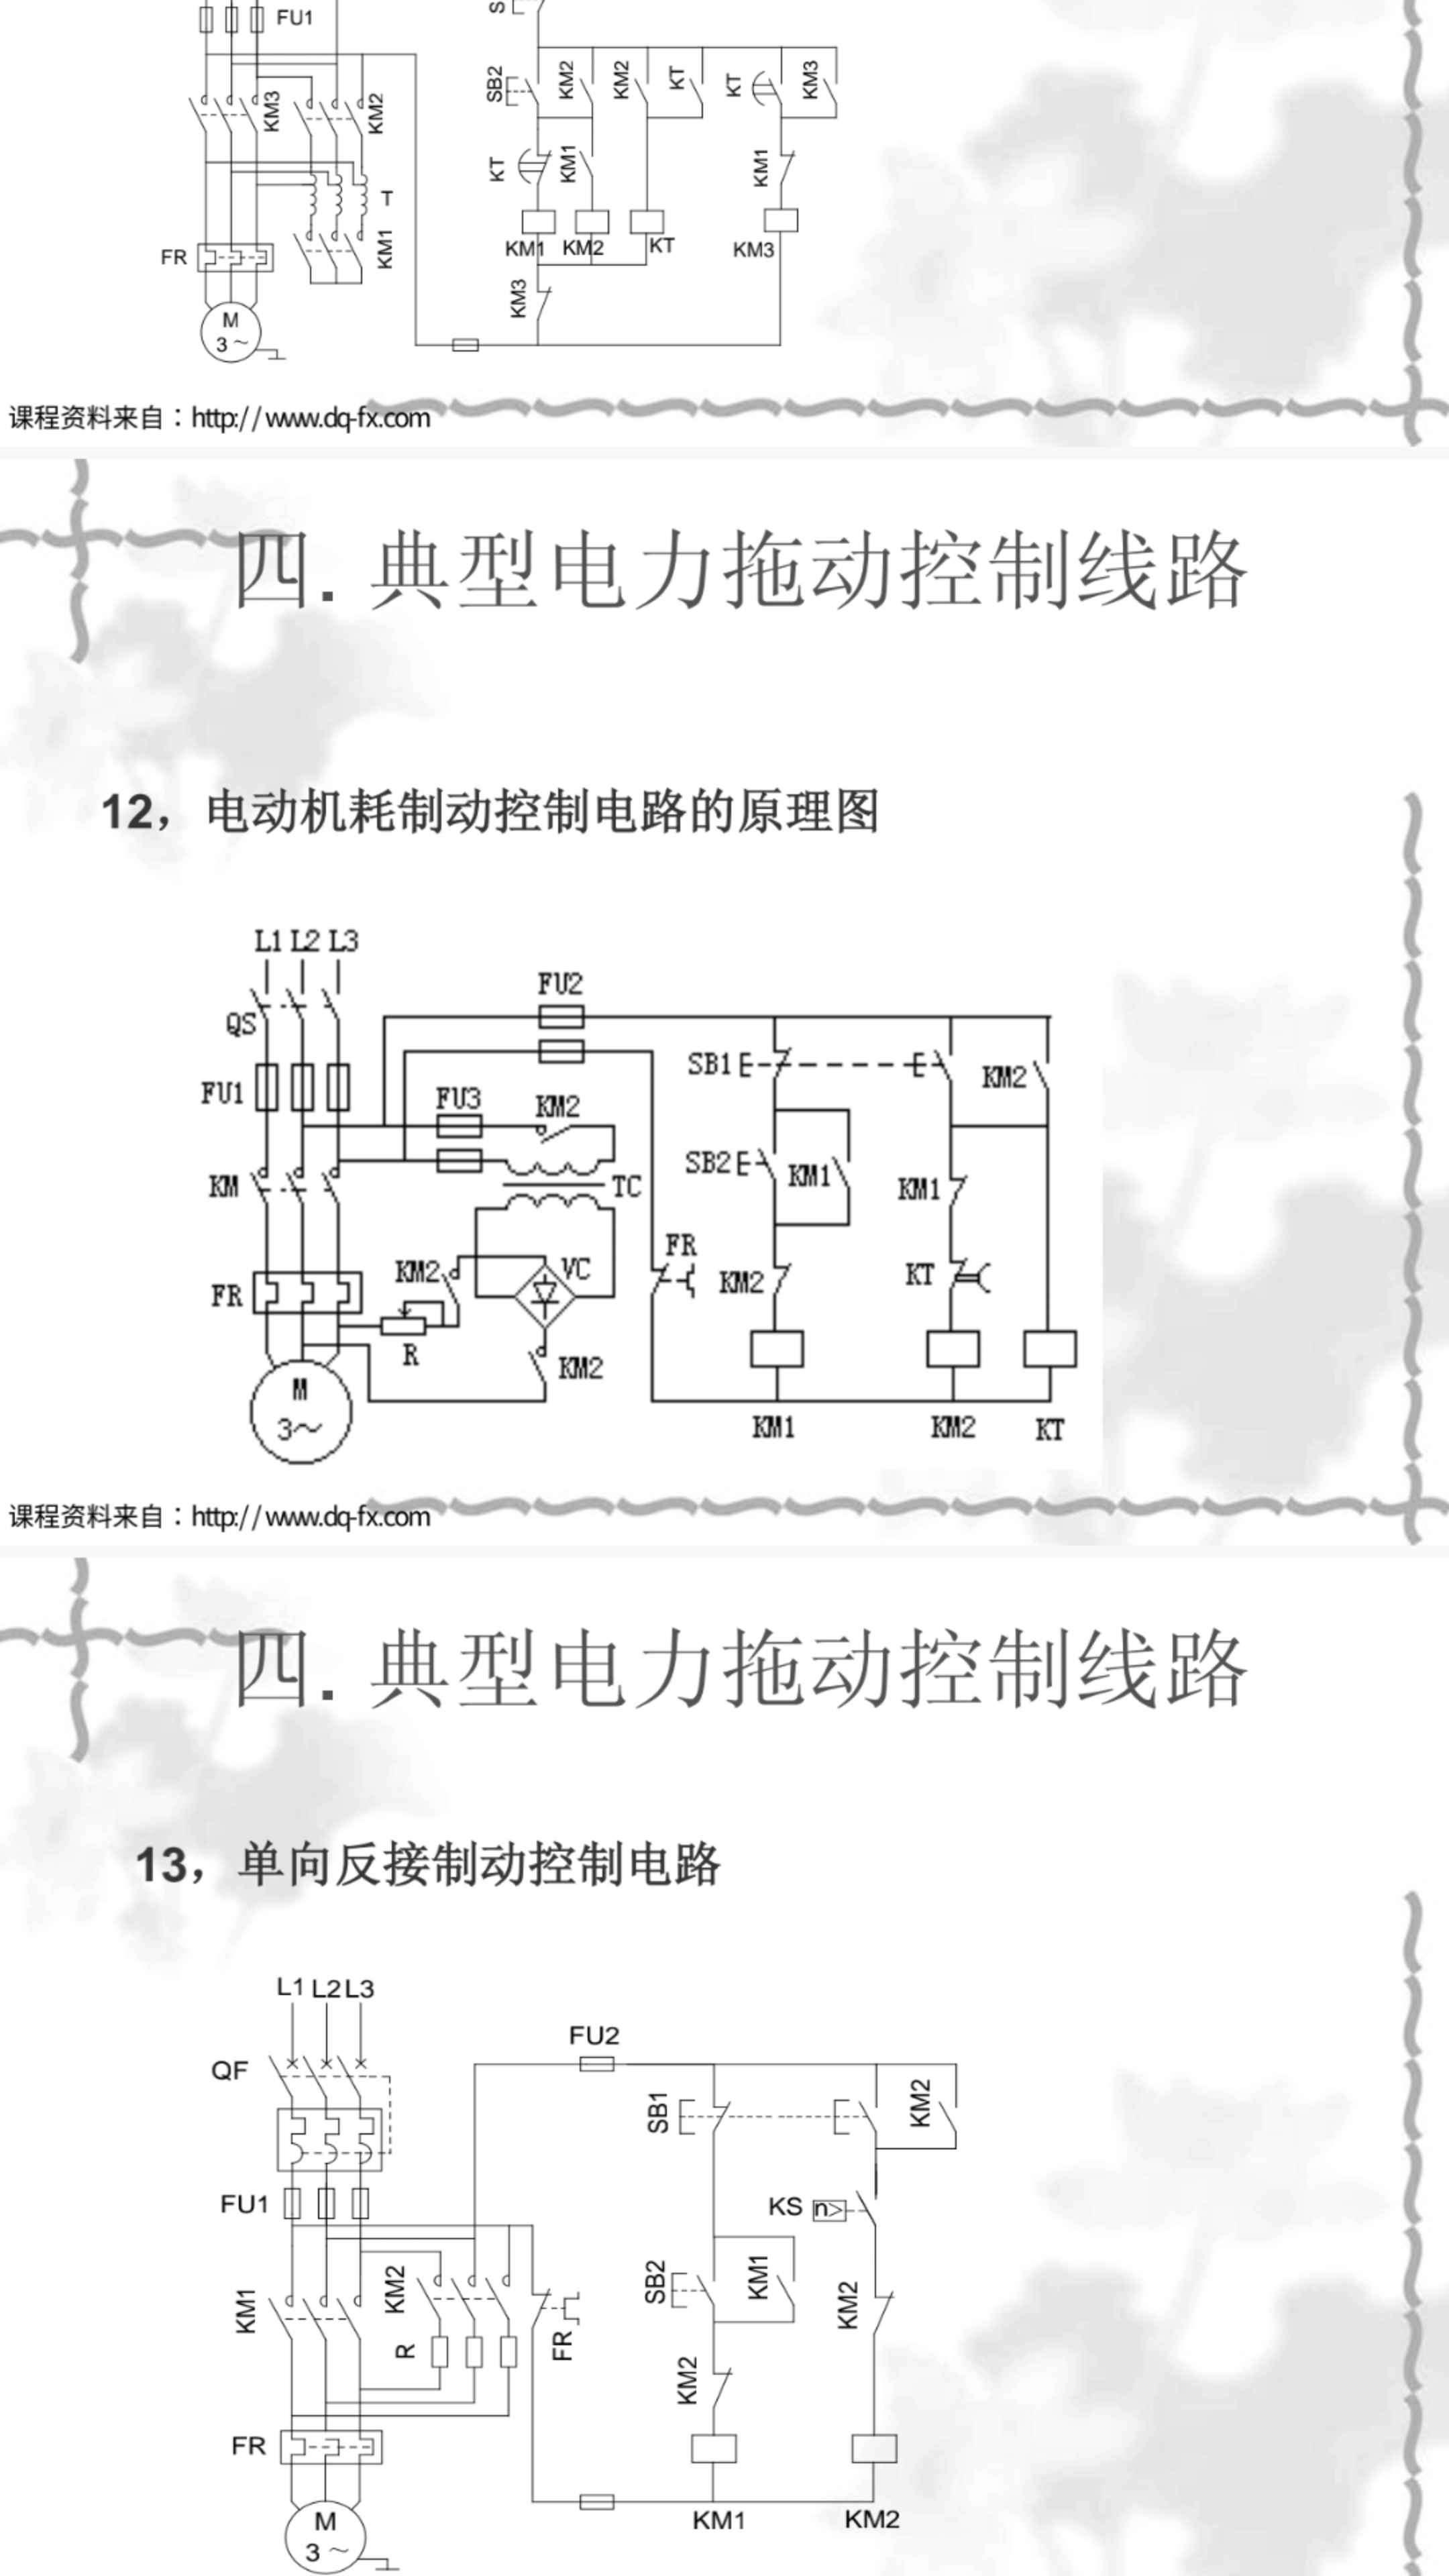 FU1
S
SB2 KM2 KM2 KT KT KM3
KM3 KM2
KT KM1 KM1
T
KM1
FR
KM1 KM2 KT KM3
KM3
M
3 ~
课程资料来自:http://www.dq-fx.com
四. 典型电力拖动控制线路
12，电动机耗制动控制电路的原理图
L1 L2 L3
FU2
QS
SB1 KM2
FU1 FU3 KM2
SB2 KM1
KM TC KM1
FR
KM2 VC KM2 KT
FR
R KM2
M
3~
KM1 KM2 KT
课程资料来自:http://www.dq-fx.com
四. 典型电力拖动控制线路
13，单向反接制动控制电路
L1 L2 L3
FU2
QF
SB1 KM2
FU1 KS n>
KM1 KM2 SB2 KM1 KM2
R FR
KM2
FR
KM1 KM2
M
3 ~